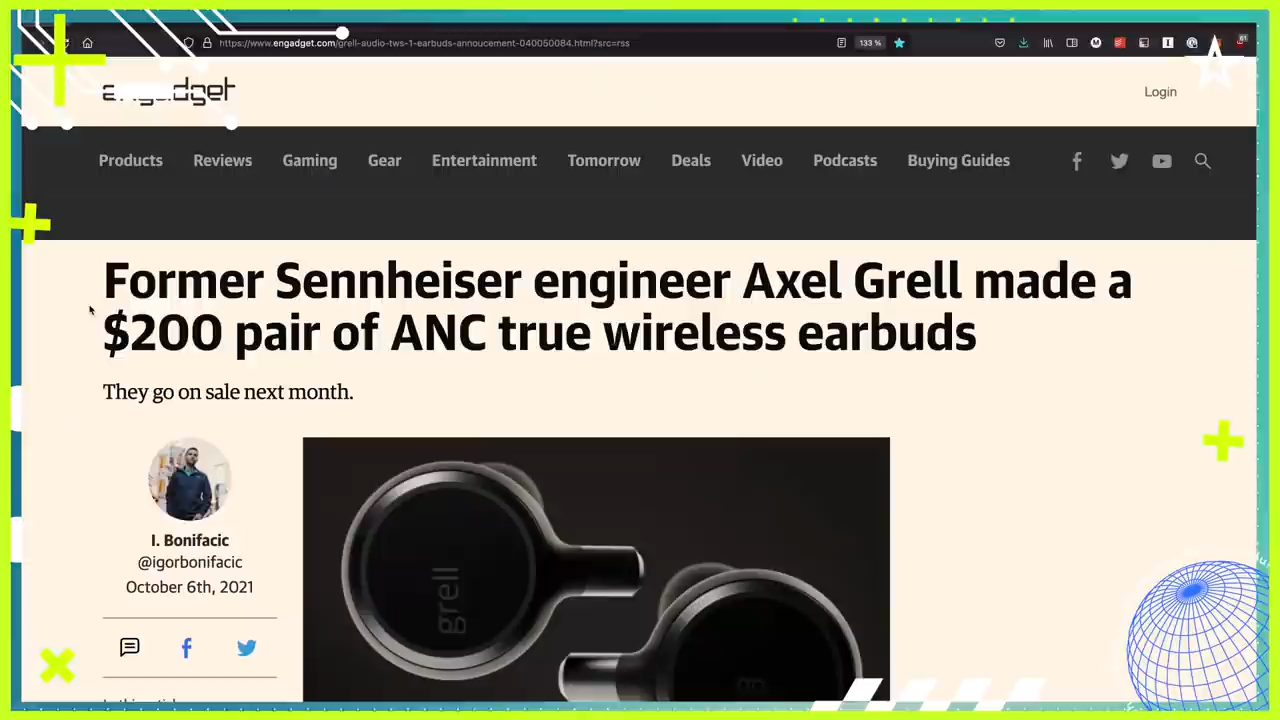 https://www.engadget.com/grell-audio-tws-1-earbuds-annoucement-040050084.html?src=rss
133 %
61
engadget
Login
Products Reviews Gaming Gear Entertainment Tomorrow Deals Video Podcasts Buying Guides
Former Sennheiser engineer Axel Grell made a
$200 pair of ANC true wireless earbuds
They go on sale next month.
grell
I. Bonifacic
@igorbonifacic
October 6th, 2021